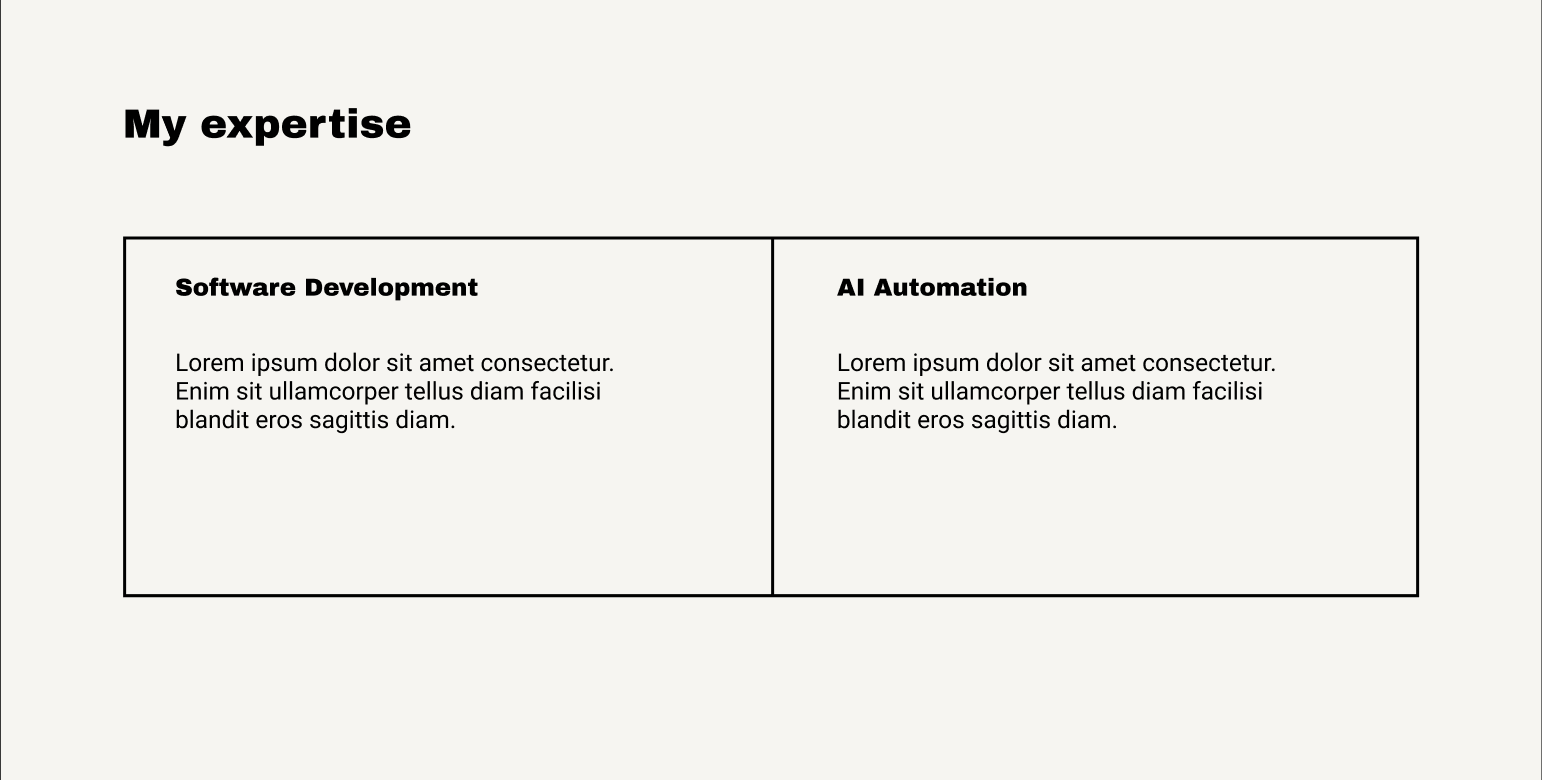 My expertise
Software Development
Lorem ipsum dolor sit amet consectetur.
Enim sit ullamcorper tellus diam facilisi
blandit eros sagittis diam.
AI Automation
Lorem ipsum dolor sit amet consectetur.
Enim sit ullamcorper tellus diam facilisi
blandit eros sagittis diam.